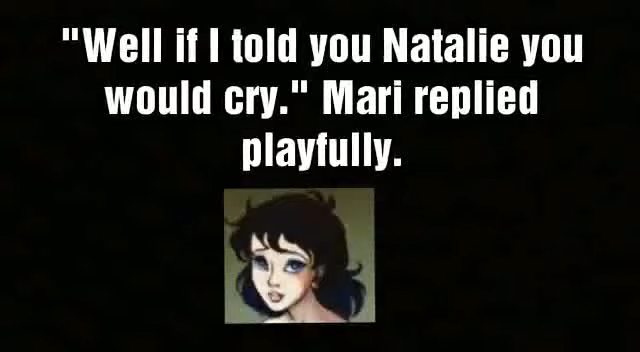 "Well if I told you Natalie you
would cry." Mari replied
playfully.